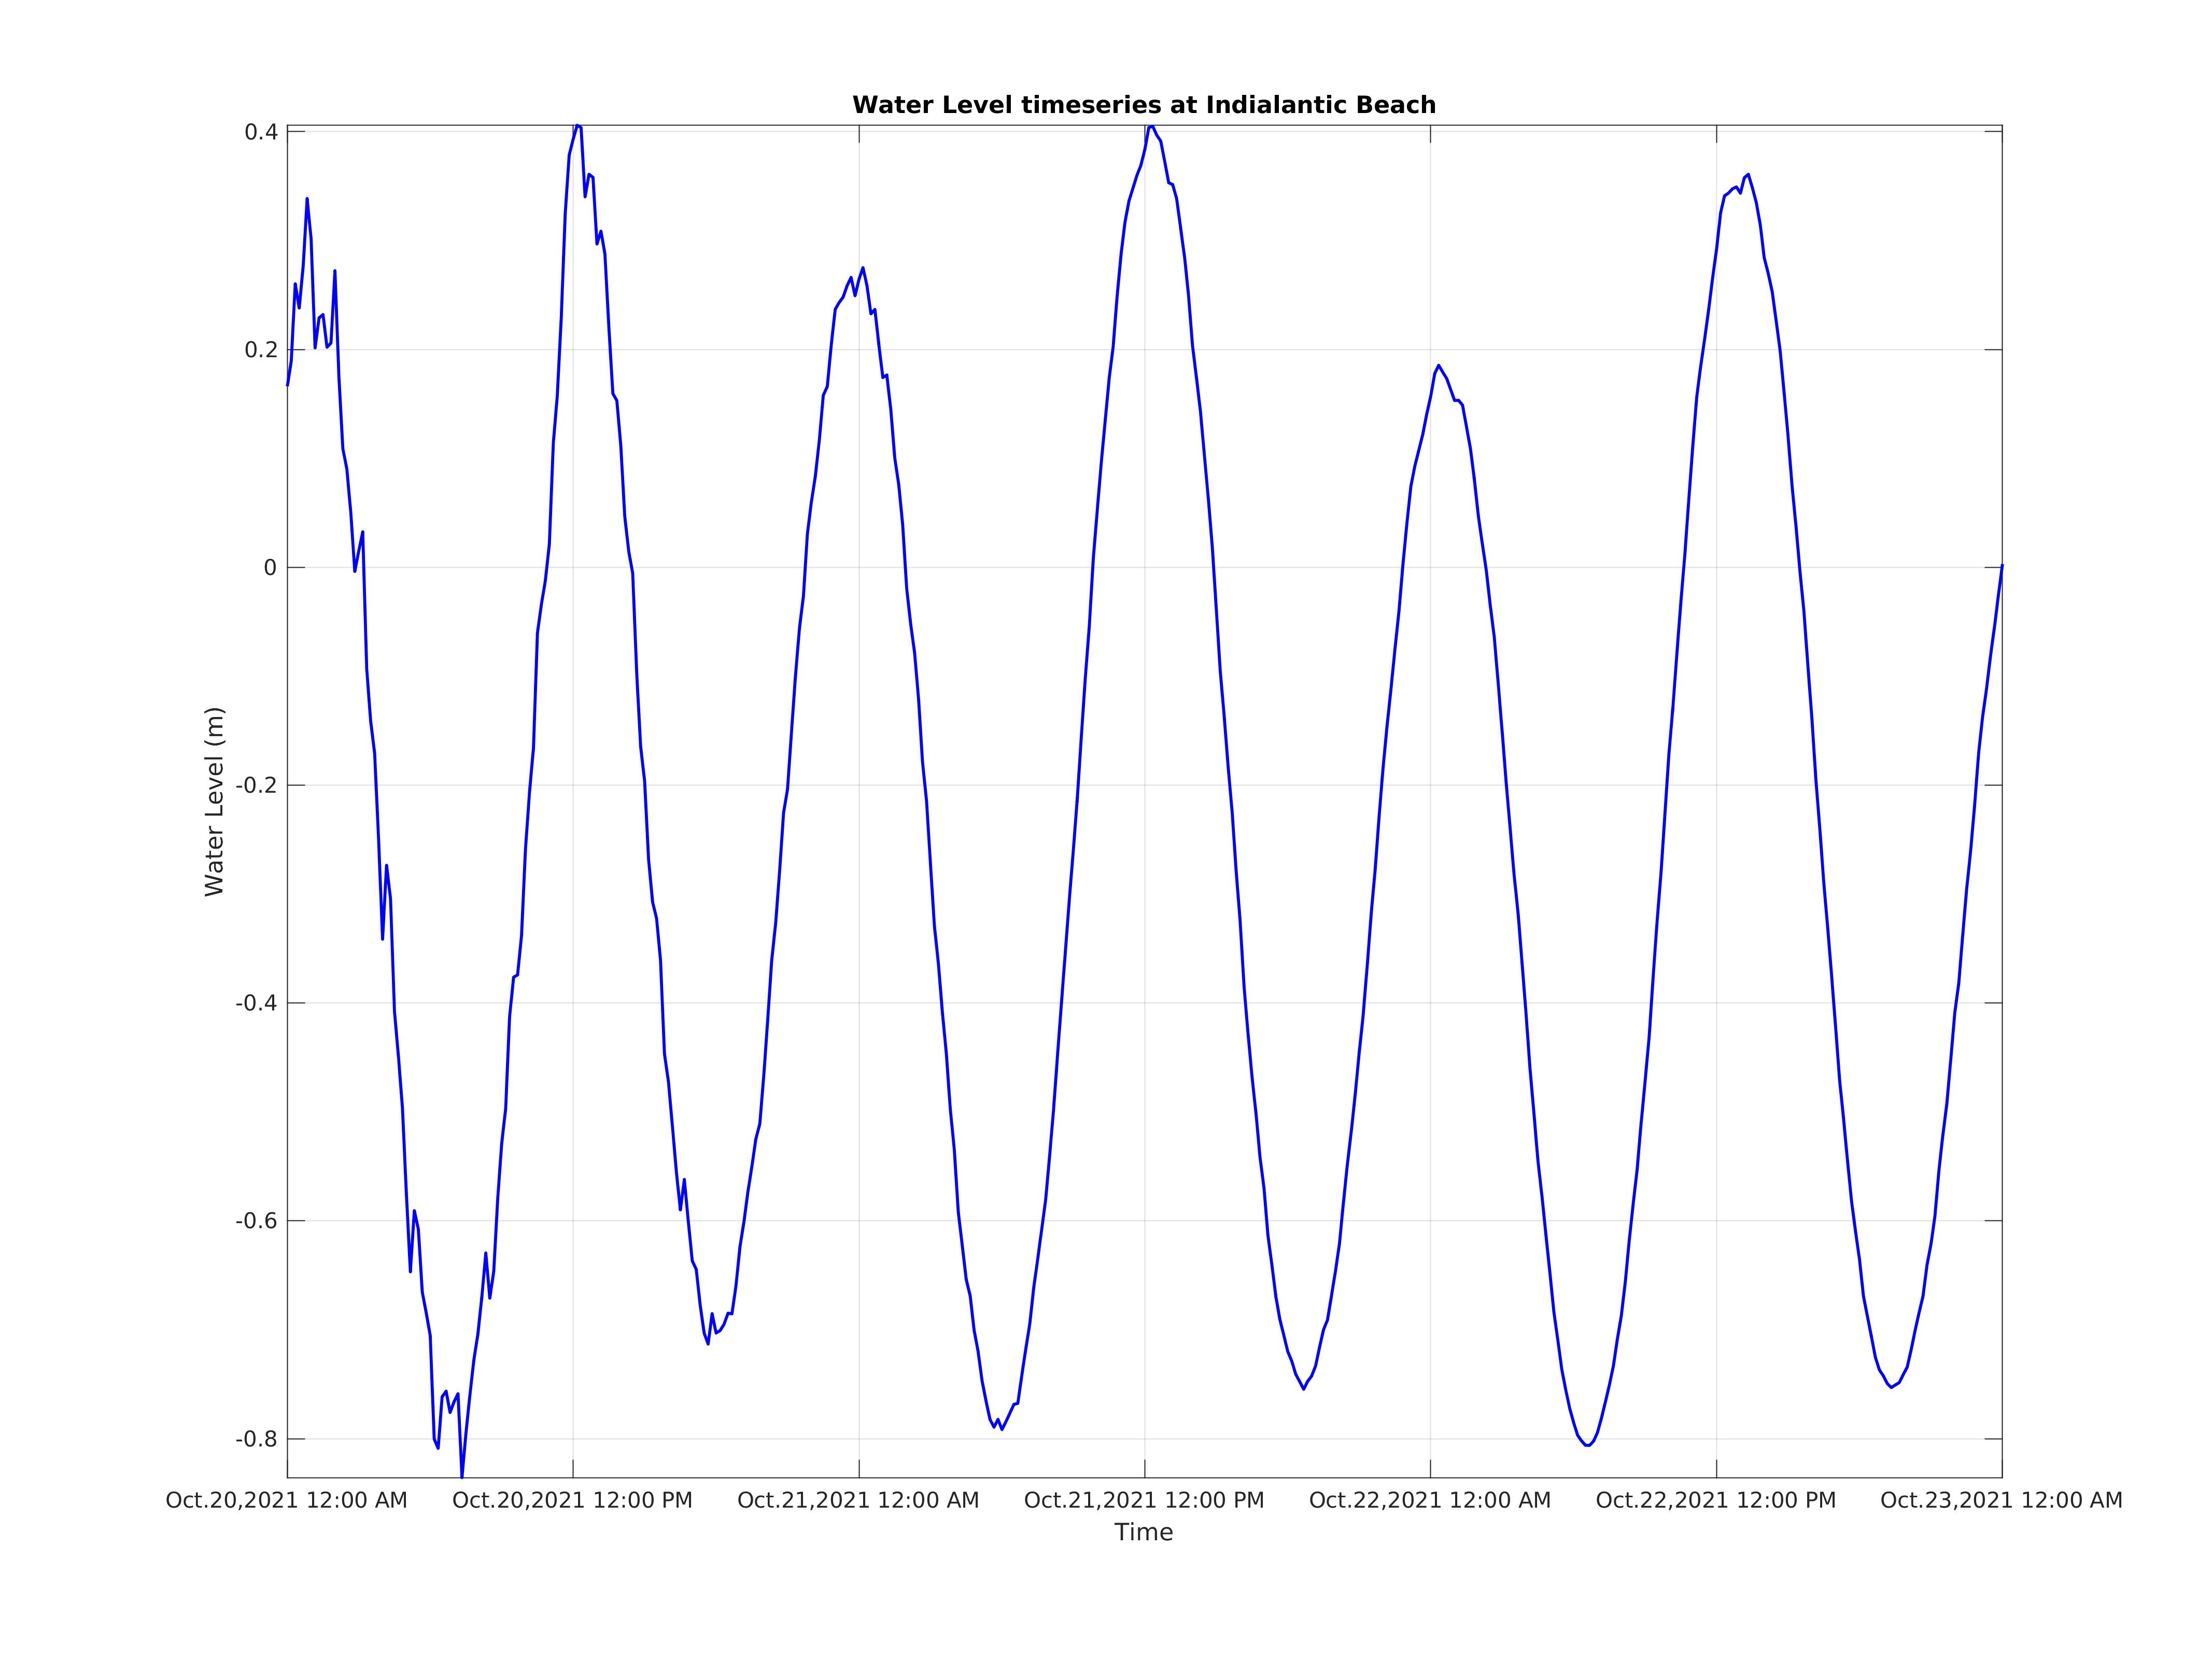 Water Level timeseries at Indialantic Beach
0.4
0.2
0
-0.2
-0.4
-0.6
-0.8
Water Level (m)
Oct.20,2021 12:00 AM Oct.20,2021 12:00 PM Oct.21,2021 12:00 AM Oct.21,2021 12:00 PM Oct.22,2021 12:00 AM Oct.22,2021 12:00 PM Oct.23,2021 12:00 AM
Time